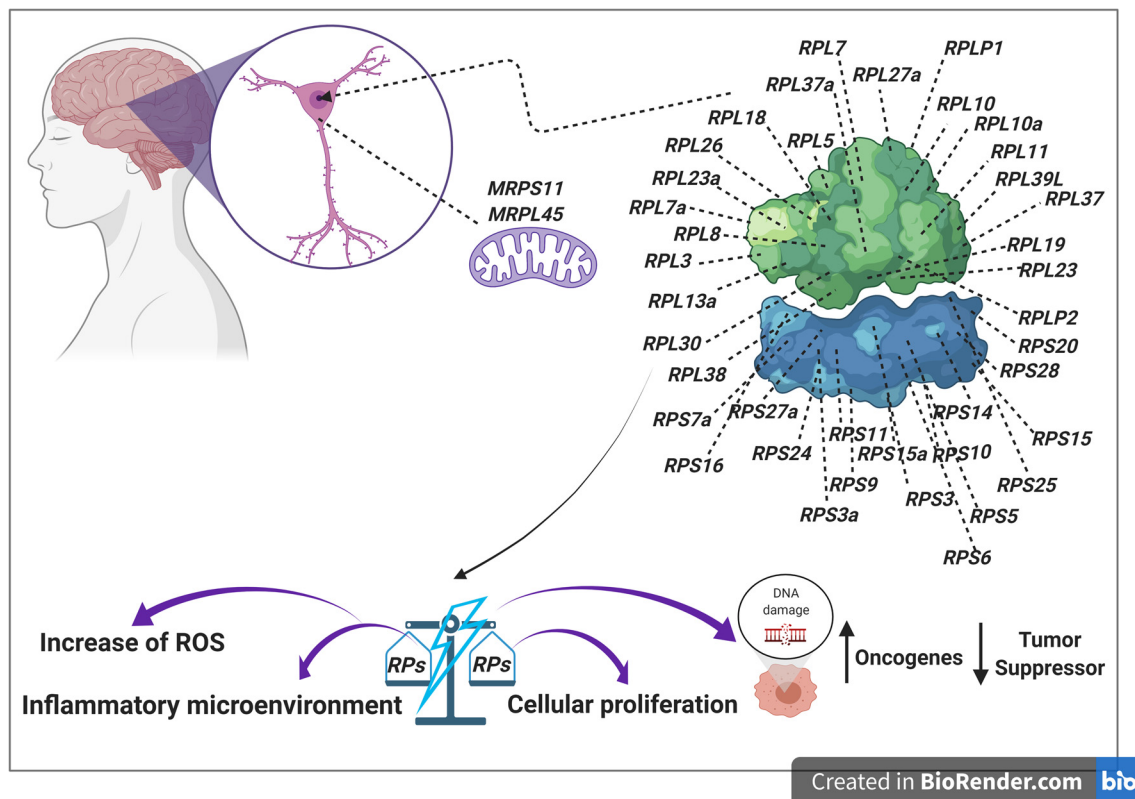 RPL7
RPLP1
RPL37a
RPL27a
RPL18
RPL10
RPL26
RPL5
RPL10a
RPL23a
RPL11
MRPS11
RPL39L
RPL7a
RPL37
MRPL45
RPL8
RPL19
RPL3
RPL23
RPL13a
RPLP2
RPL30
RPS20
RPL38
RPS28
RPS7a
RPS27a
RPS14
RPS11
RPS15
RPS24
RPS15a
RPS10
RPS16
RPS9
RPS25
RPS3
RPS3a
RPS5
RPS6
DNA
damage
Increase of ROS
RPs
RPs
Oncogenes
Tumor
Suppressor
Inflammatory microenvironment
Cellular proliferation
Created in BioRender.com
bio